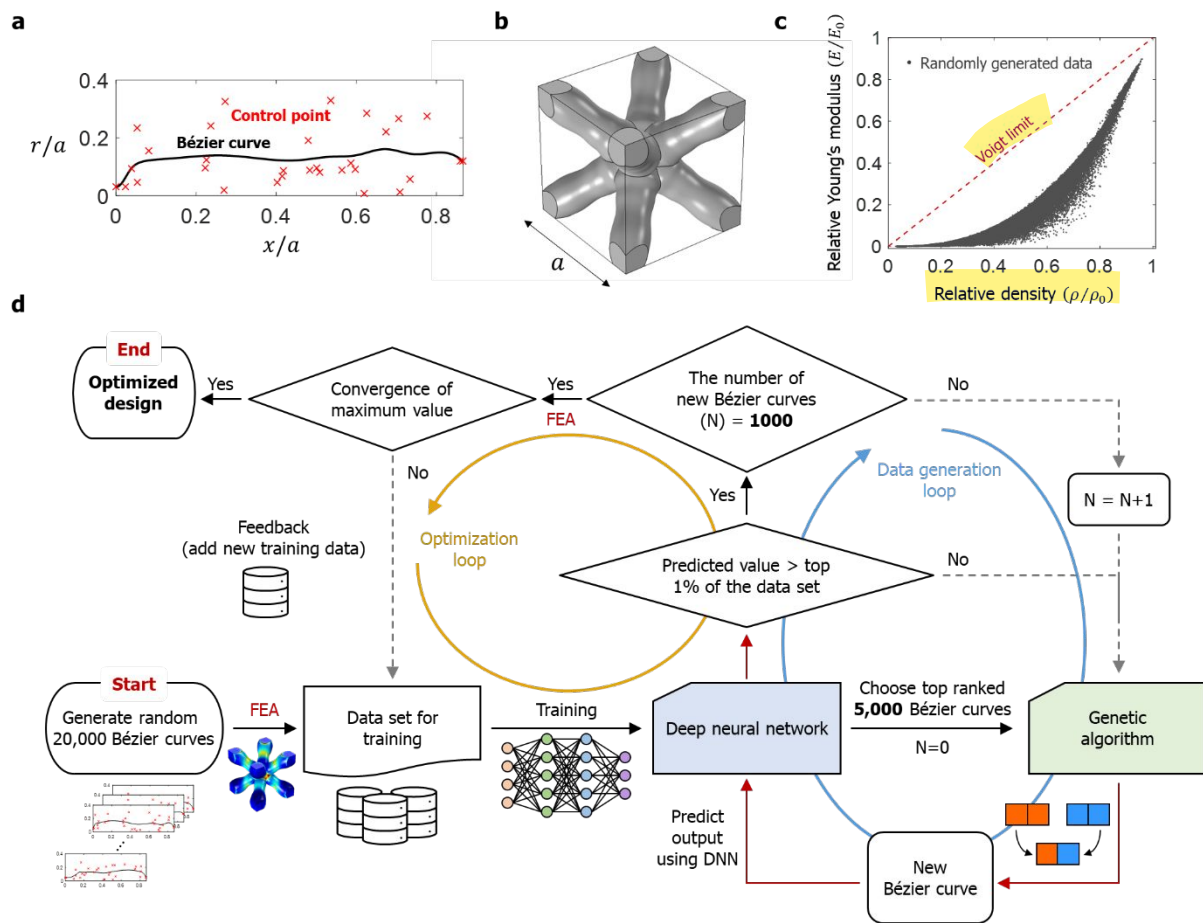 a
0.4
0.2
0
r/a
Control point
Bézier curve
0
0.2
0.4
0.6
0.8
x/a
b
a
c
1
0.8
0.6
0.4
0.2
0
Relative Young's modulus (E/E₀)
• Randomly generated data
Voigt limit
0
0.2
0.4
0.6
0.8
1
Relative density (ρ/ρ₀)
d
End
Optimized
design
Yes
Convergence of
maximum value
Yes
FEA
The number of
new Bézier curves
(N) = 1000
No
No
Feedback
(add new training data)
Optimization
loop
Yes
Data generation
loop
N = N+1
Predicted value > top
1% of the data set
No
Start
Generate random
20,000 Bézier curves
FEA
Data set for
training
Training
Deep neural network
Choose top ranked
5,000 Bézier curves
N=0
Genetic
algorithm
Predict
output
using DNN
New
Bézier curve